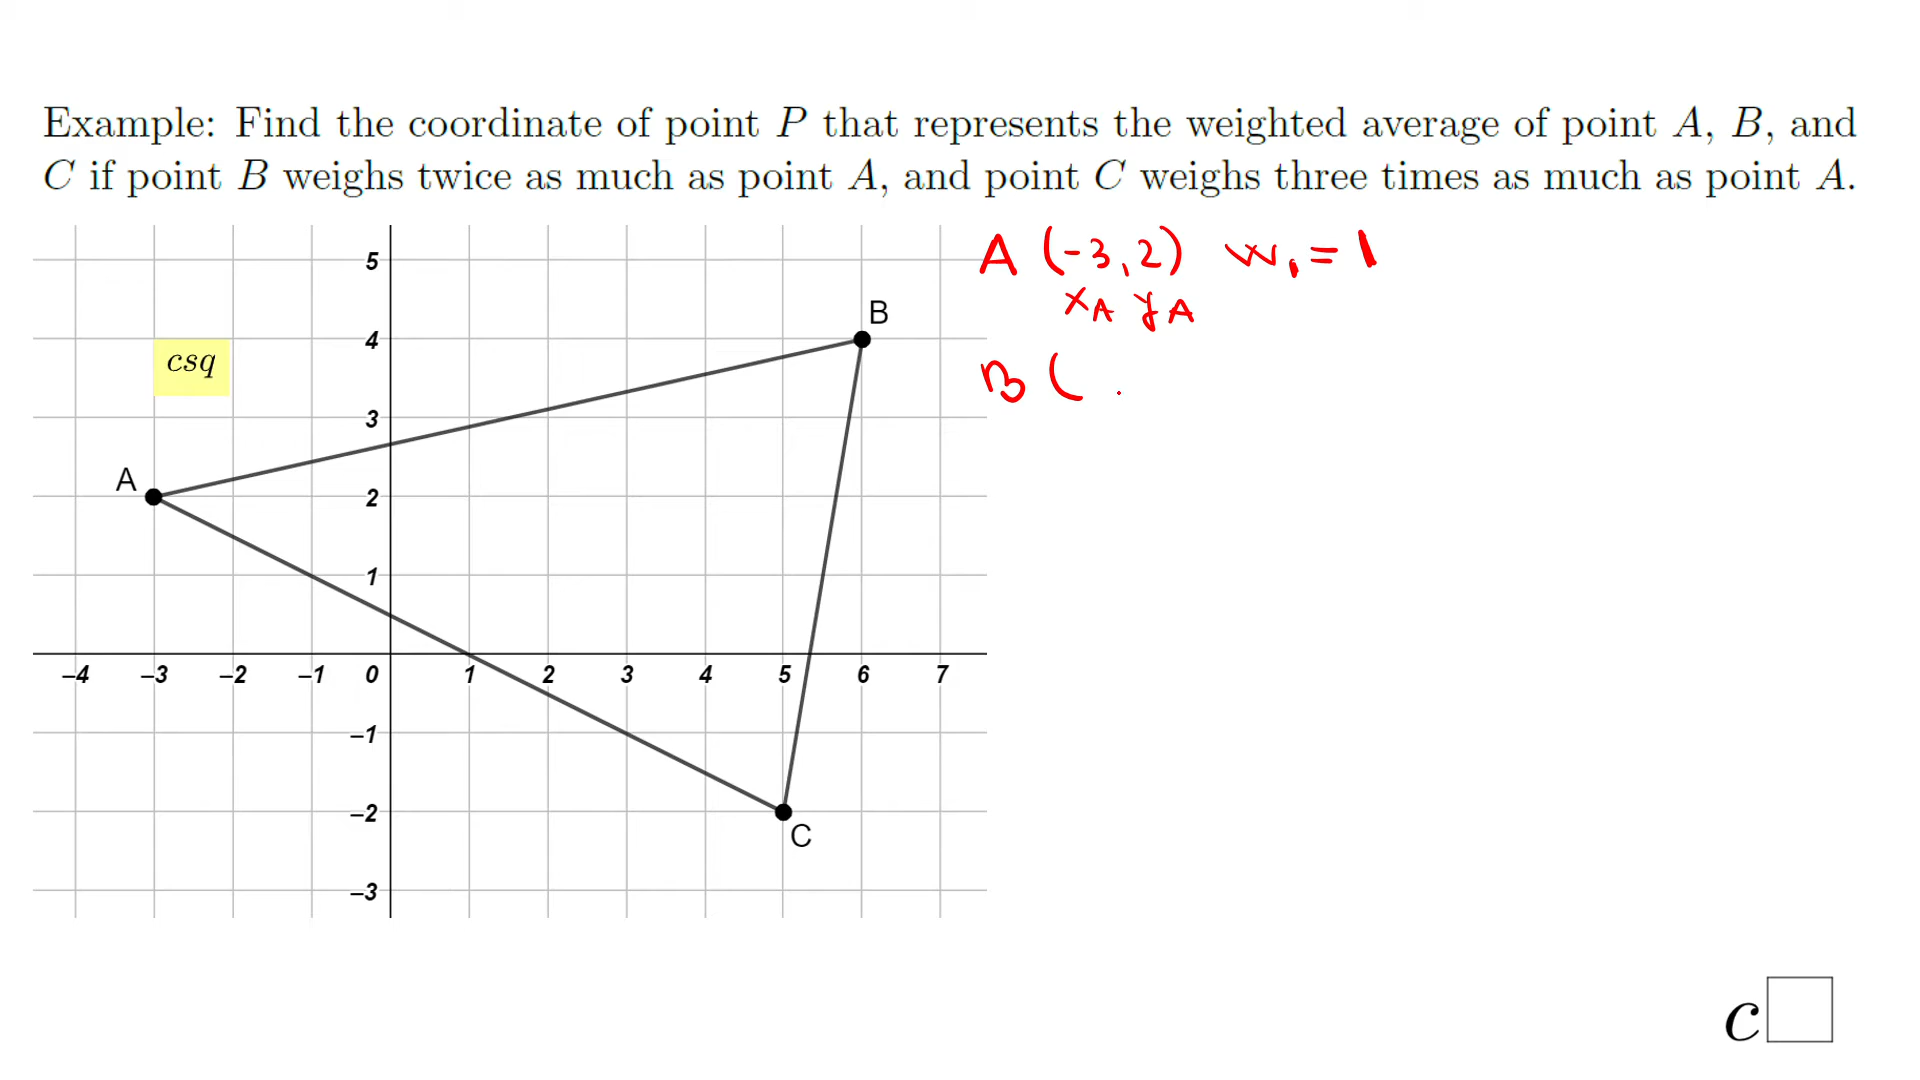 Example: Find the coordinate of point P that represents the weighted average of point A, B, and
C if point B weighs twice as much as point A, and point C weighs three times as much as point A.
A (-3, 2) w₁ = 1
x_A y_A
B ( .
5
B
4
csq
3
A
2
1
–4 –3 –2 –1 0 1 2 3 4 5 6 7
–1
–2
C
–3
c